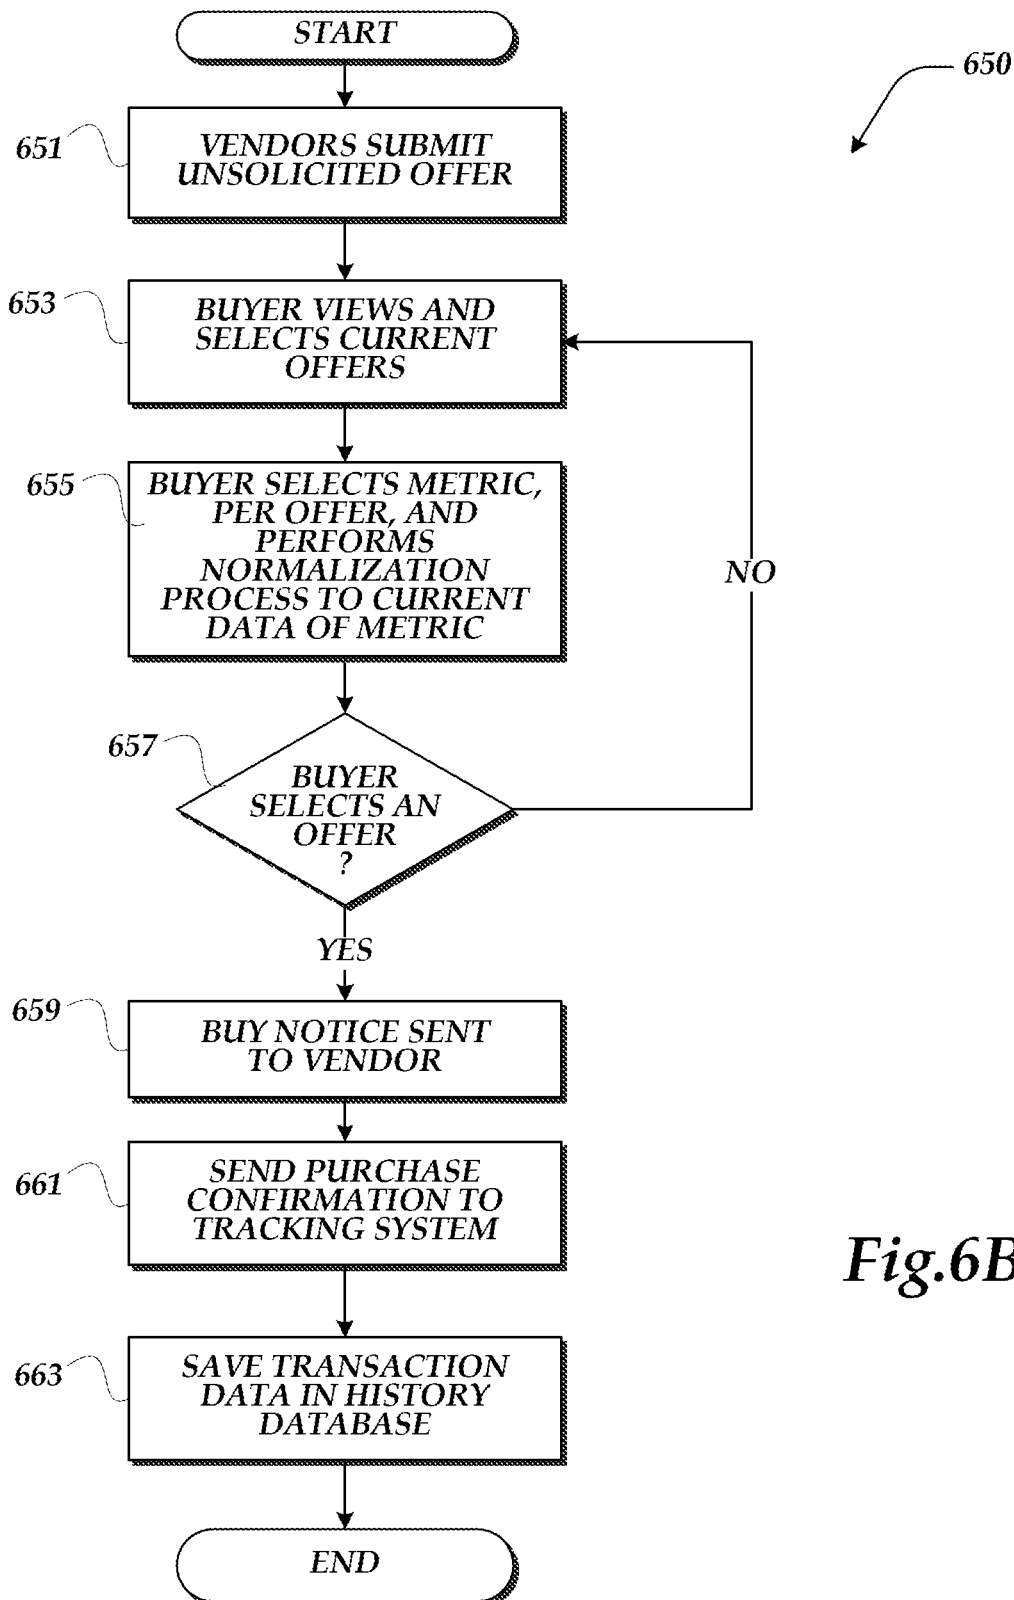 START
650
651
VENDORS SUBMIT
UNSOLICITED OFFER
653
BUYER VIEWS AND
SELECTS CURRENT
OFFERS
655
BUYER SELECTS METRIC,
PER OFFER, AND
PERFORMS
NORMALIZATION
PROCESS TO CURRENT
DATA OF METRIC
NO
657
BUYER
SELECTS AN
OFFER
?
YES
659
BUY NOTICE SENT
TO VENDOR
661
SEND PURCHASE
CONFIRMATION TO
TRACKING SYSTEM
Fig.6B
663
SAVE TRANSACTION
DATA IN HISTORY
DATABASE
END